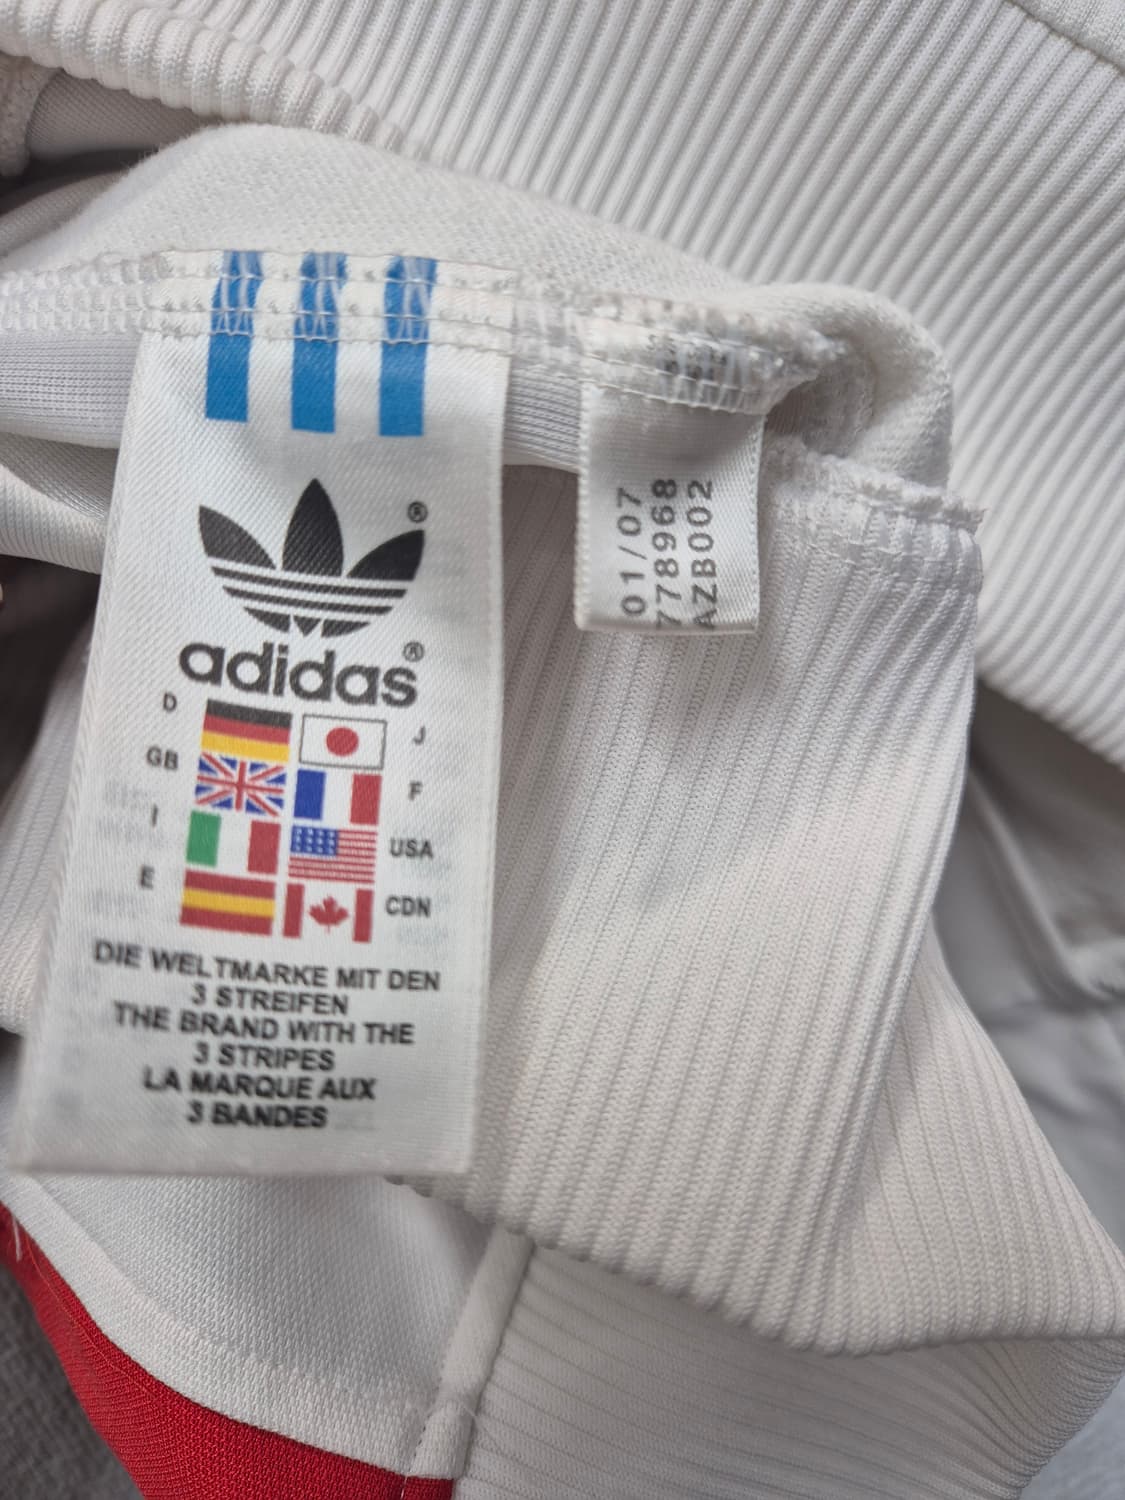 ®
®
adidas
D
J
GB
F
I
USA
E
CDN
DIE WELTMARKE MIT DEN
3 STREIFEN
THE BRAND WITH THE
3 STRIPES
LA MARQUE AUX
3 BANDES
01/07
778968
AZB002